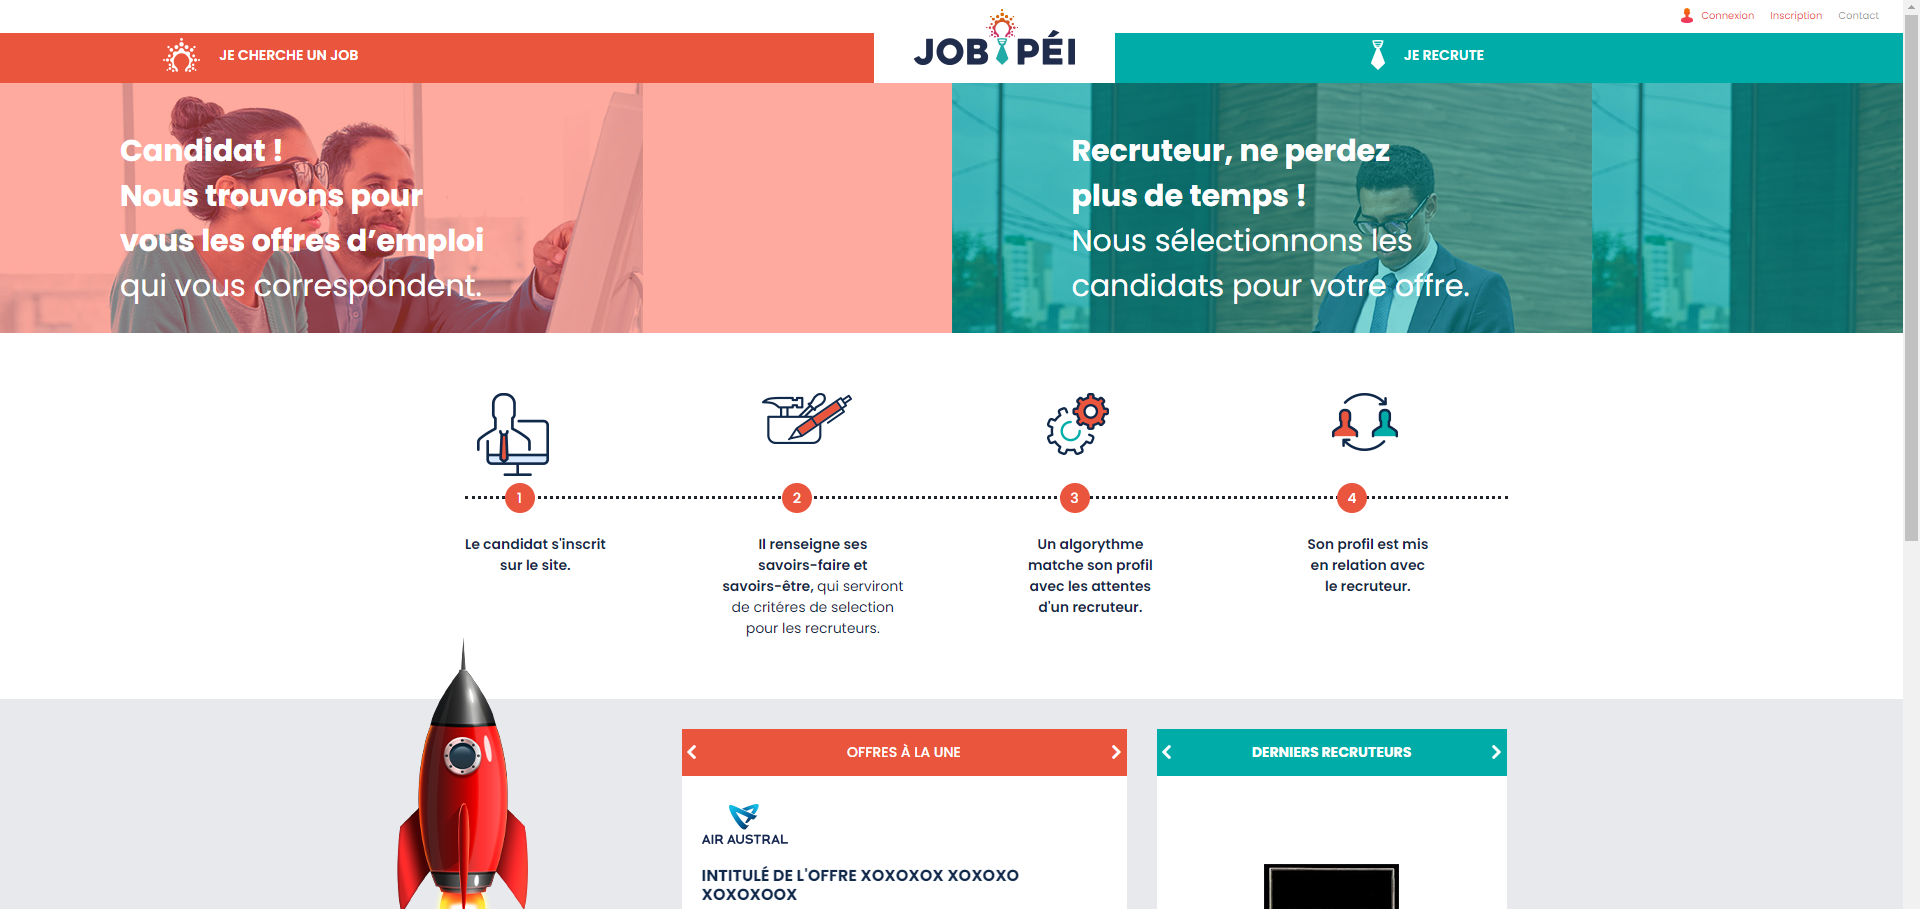 Connexion Inscription Contact
JE CHERCHE UN JOB
JOB PÉI
JE RECRUTE
Candidat !
Nous trouvons pour
vous les offres d’emploi
qui vous correspondent.
Recruteur, ne perdez
plus de temps !
Nous sélectionnons les
candidats pour votre offre.
1
Le candidat s'inscrit
sur le site.
2
Il renseigne ses
savoirs-faire et
savoirs-être, qui serviront
de critéres de selection
pour les recruteurs.
3
Un algorythme
matche son profil
avec les attentes
d'un recruteur.
4
Son profil est mis
en relation avec
le recruteur.
OFFRES À LA UNE
AIR AUSTRAL
INTITULÉ DE L'OFFRE XOXOXOX XOXOXO
XOXOXOOX
DERNIERS RECRUTEURS